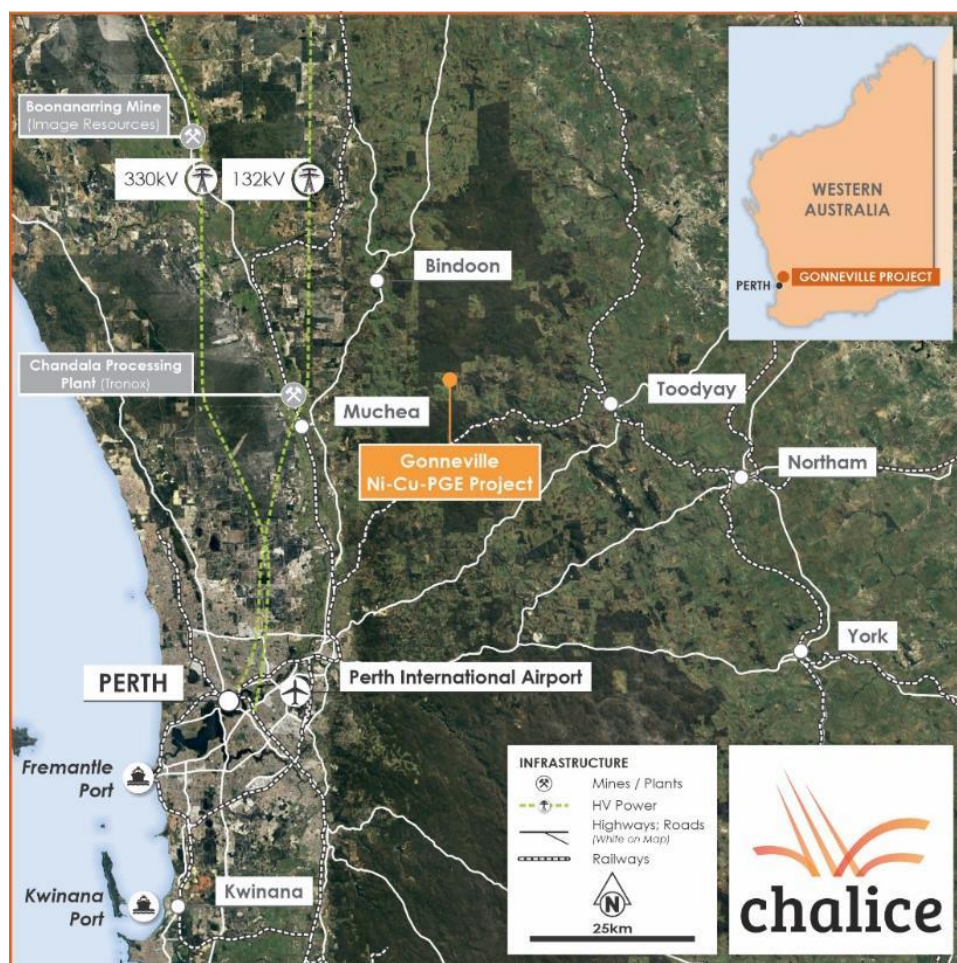 Boonanarring Mine
(Image Resources)
330kV
132kV
Bindoon
WESTERN
AUSTRALIA
PERTH
GONNEVILLE PROJECT
Chandala Processing
Plant (Tronox)
Muchea
Toodyay
Gonneville
Ni-Cu-PGE Project
Northam
York
PERTH
Perth International Airport
Fremantle
Port
Kwinana
Port
Kwinana
INFRASTRUCTURE
Mines / Plants
HV Power
Highways; Roads
(White on Map)
Railways
N
25km
chalice